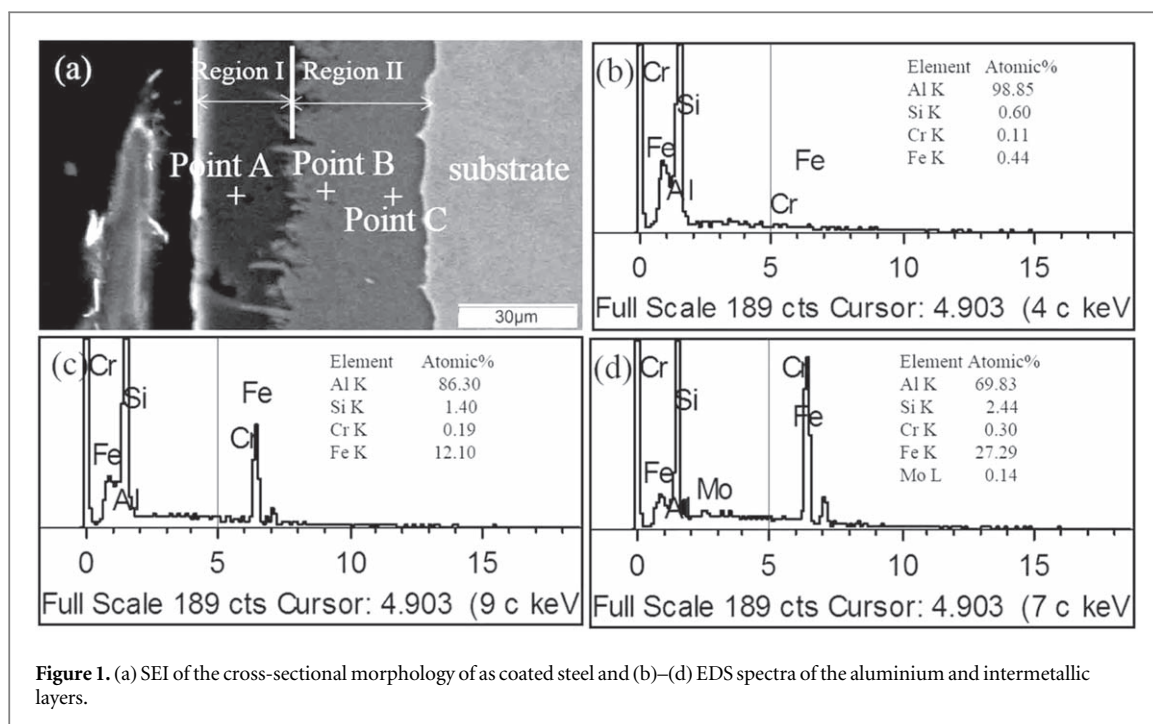 (a)
Region I Region II
Point A Point B
Point C
substrate
30μm
(b)
Cr
Si
Fe
Al
Fe
Cr
Element Atomic%
Al K 98.85
Si K 0.60
Cr K 0.11
Fe K 0.44
0 5 10 15
Full Scale 189 cts Cursor: 4.903 (4 c keV
(c)
Cr
Si
Fe
Al
Fe
Cr
Element Atomic%
Al K 86.30
Si K 1.40
Cr K 0.19
Fe K 12.10
0 5 10 15
Full Scale 189 cts Cursor: 4.903 (9 c keV
(d)
Cr
Si
Fe
Al
Mo
Cr
Fe
Element Atomic%
Al K 69.83
Si K 2.44
Cr K 0.30
Fe K 27.29
Mo L 0.14
0 5 10 15
Full Scale 189 cts Cursor: 4.903 (7 c keV
Figure 1. (a) SEI of the cross-sectional morphology of as coated steel and (b)–(d) EDS spectra of the aluminium and intermetallic
layers.